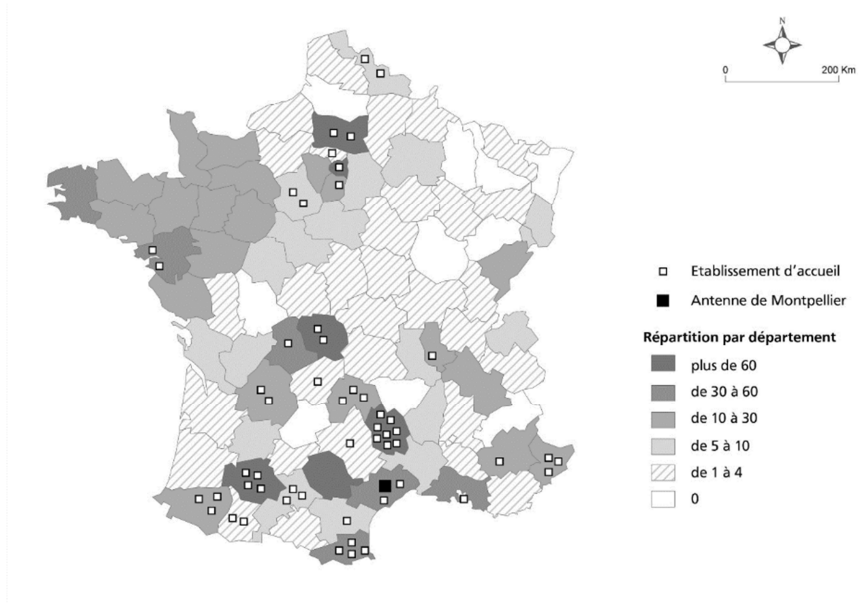 N
0 200 Km
Etablissement d'accueil
Antenne de Montpellier
Répartition par département
plus de 60
de 30 à 60
de 10 à 30
de 5 à 10
de 1 à 4
0